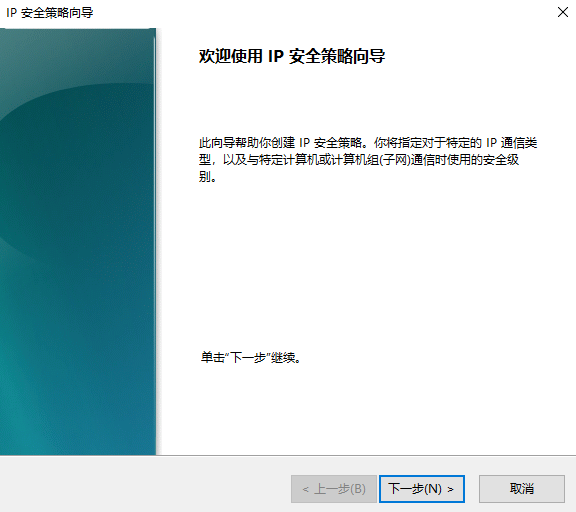 IP 安全策略向导
欢迎使用 IP 安全策略向导
此向导帮助你创建 IP 安全策略。你将指定对于特定的 IP 通信类
型，以及与特定计算机或计算机组(子网)通信时使用的安全级
别。
单击"下一步"继续。
< 上一步(B)
下一步(N) >
取消